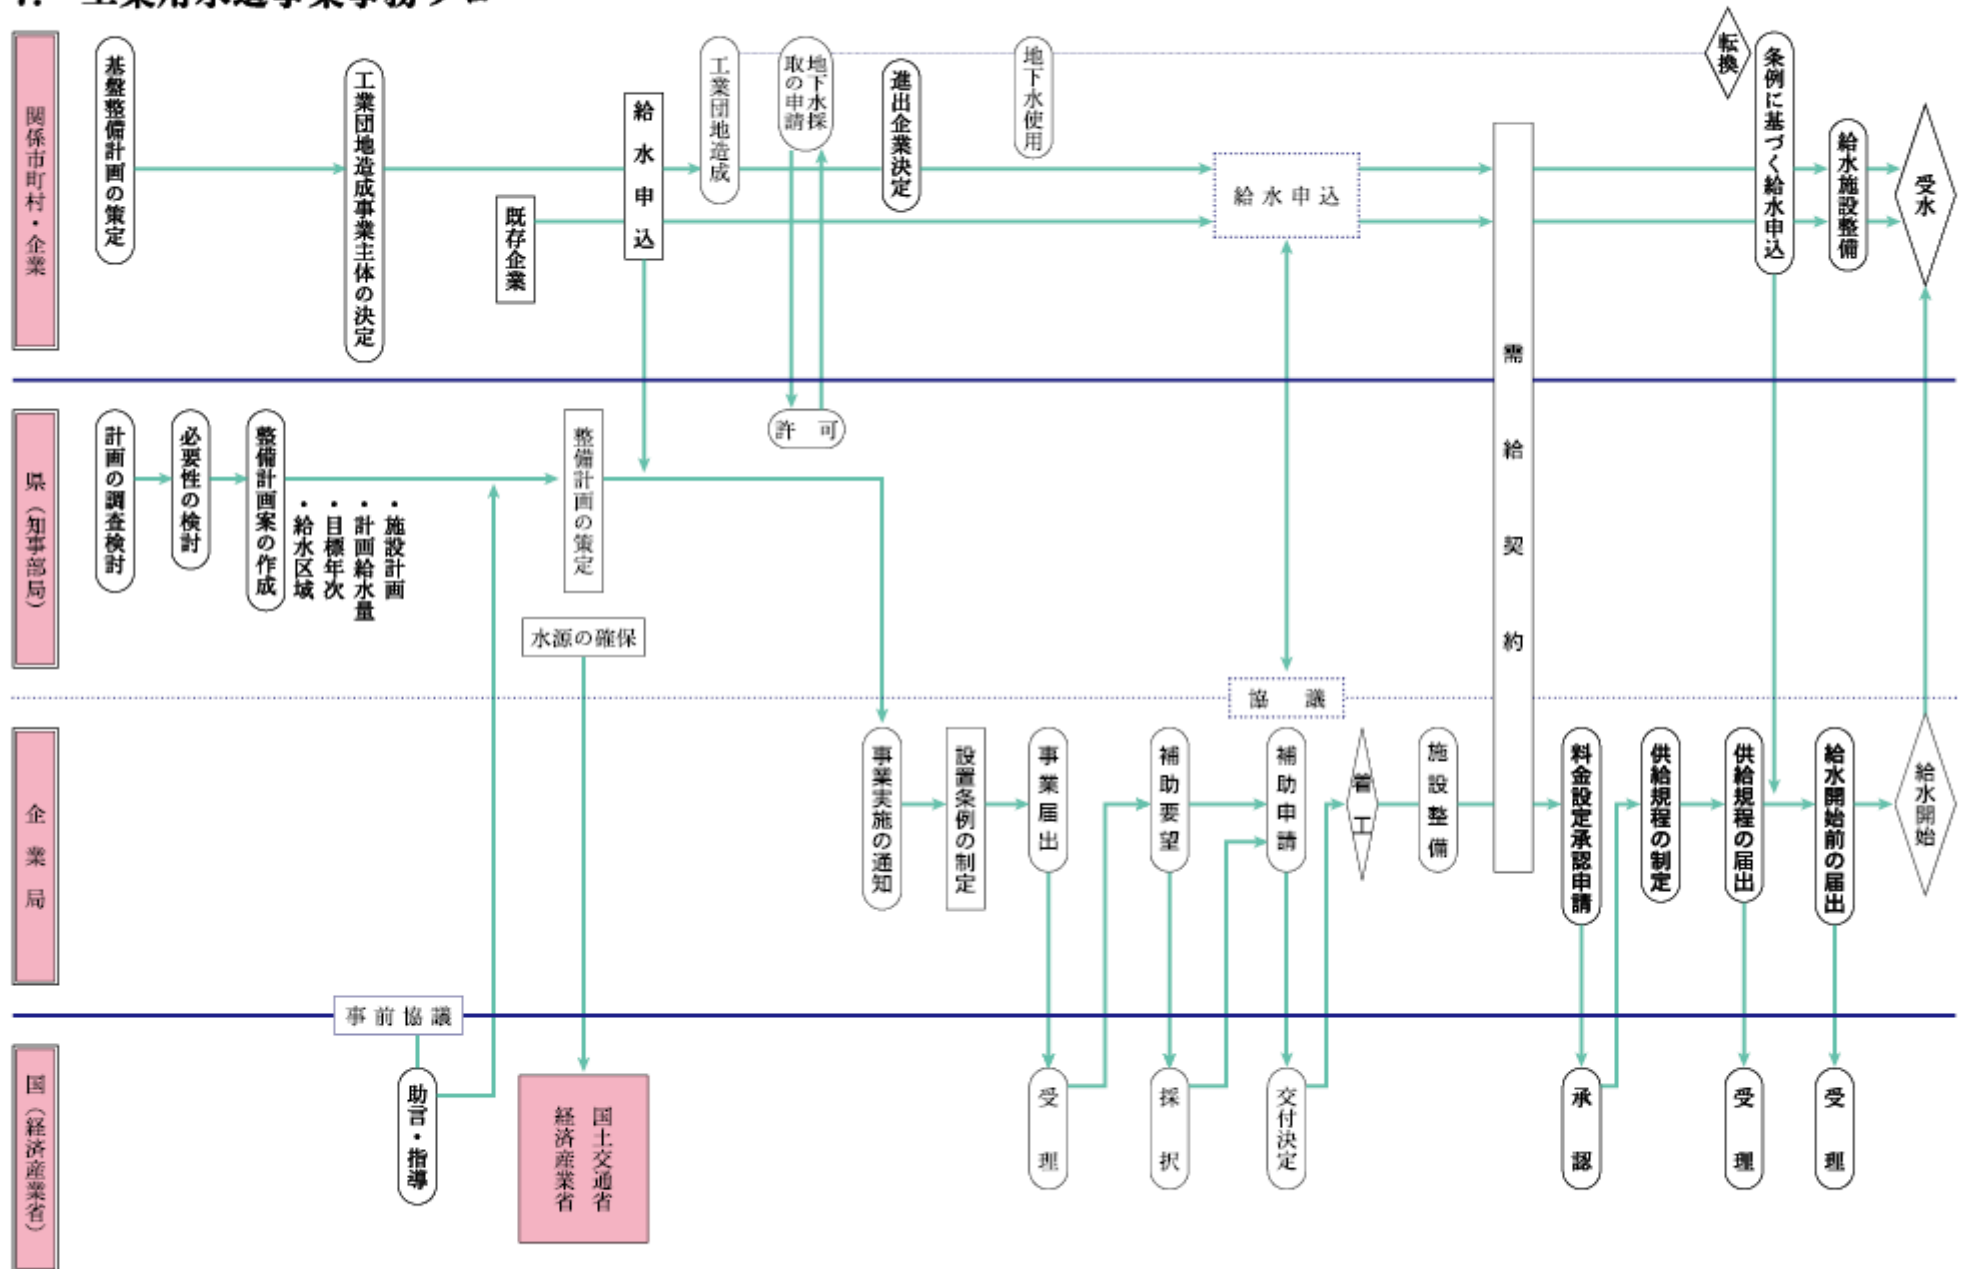 工業用水道事業事務フロー
関係市町村・企業
基盤整備計画の策定
工業団地造成事業主体の決定
既存企業
給水申込
工業団地造成
地下水採
取の申請
進出企業決定
地下水使用
給水申込
転換
条例に基づく給水申込
給水施設整備
受水
需給契約
県（知事部局）
計画の調査検討
必要性の検討
整備計画案の作成
・施設計画
・計画給水量
・目標年次
・給水区域
整備計画の策定
水源の確保
許可
協議
企業局
事業実施の通知
設置条例の制定
事業届出
補助要望
補助申請
着工
施設整備
料金設定承認申請
供給規程の制定
供給規程の届出
給水開始前の届出
給水開始
事前協議
国（経済産業省）
助言・指導
国土交通省
経済産業省
受理
採択
交付決定
承認
受理
受理